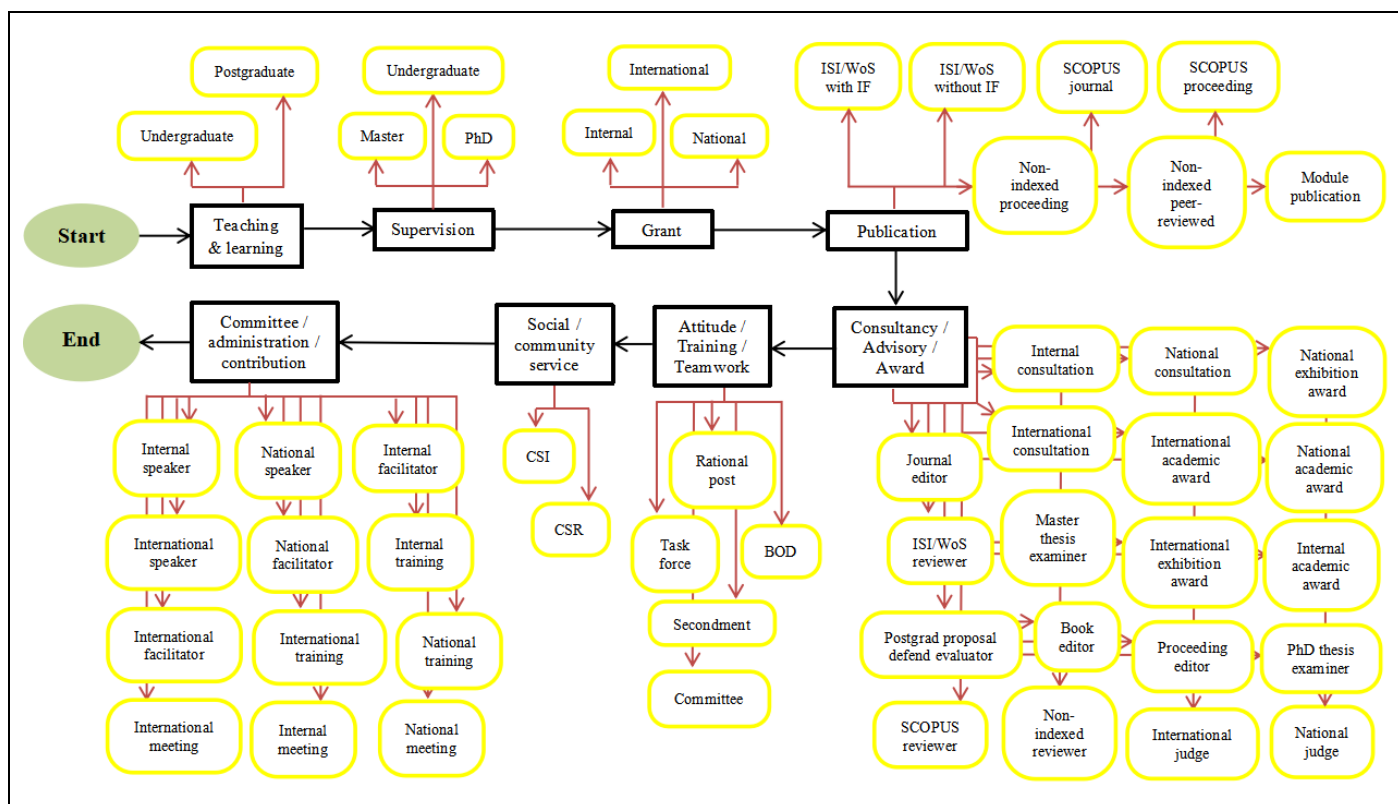 Postgraduate
Undergraduate
Undergraduate
Master
PhD
International
Internal
National
ISI/WoS
with IF
ISI/WoS
without IF
SCOPUS
journal
SCOPUS
proceeding
Non-
indexed
proceeding
Non-
indexed
peer-
reviewed
Module
publication
Start
Teaching
& learning
Supervision
Grant
Publication
End
Committee /
administration /
contribution
Social /
community
service
Attitude /
Training /
Teamwork
Consultancy /
Advisory /
Award
Internal
consultation
National
consultation
National
exhibition
award
International
consultation
International
academic
award
National
academic
award
Internal
speaker
National
speaker
Internal
facilitator
CSI
Rational
post
Journal
editor
International
speaker
National
facilitator
Internal
training
CSR
Task
force
BOD
ISI/WoS
reviewer
Master
thesis
examiner
International
exhibition
award
Internal
academic
award
International
facilitator
International
training
National
training
Secondment
Postgrad proposal
defend evaluator
Book
editor
Proceeding
editor
PhD thesis
examiner
International
meeting
Internal
meeting
National
meeting
Committee
SCOPUS
reviewer
Non-
indexed
reviewer
International
judge
National
judge